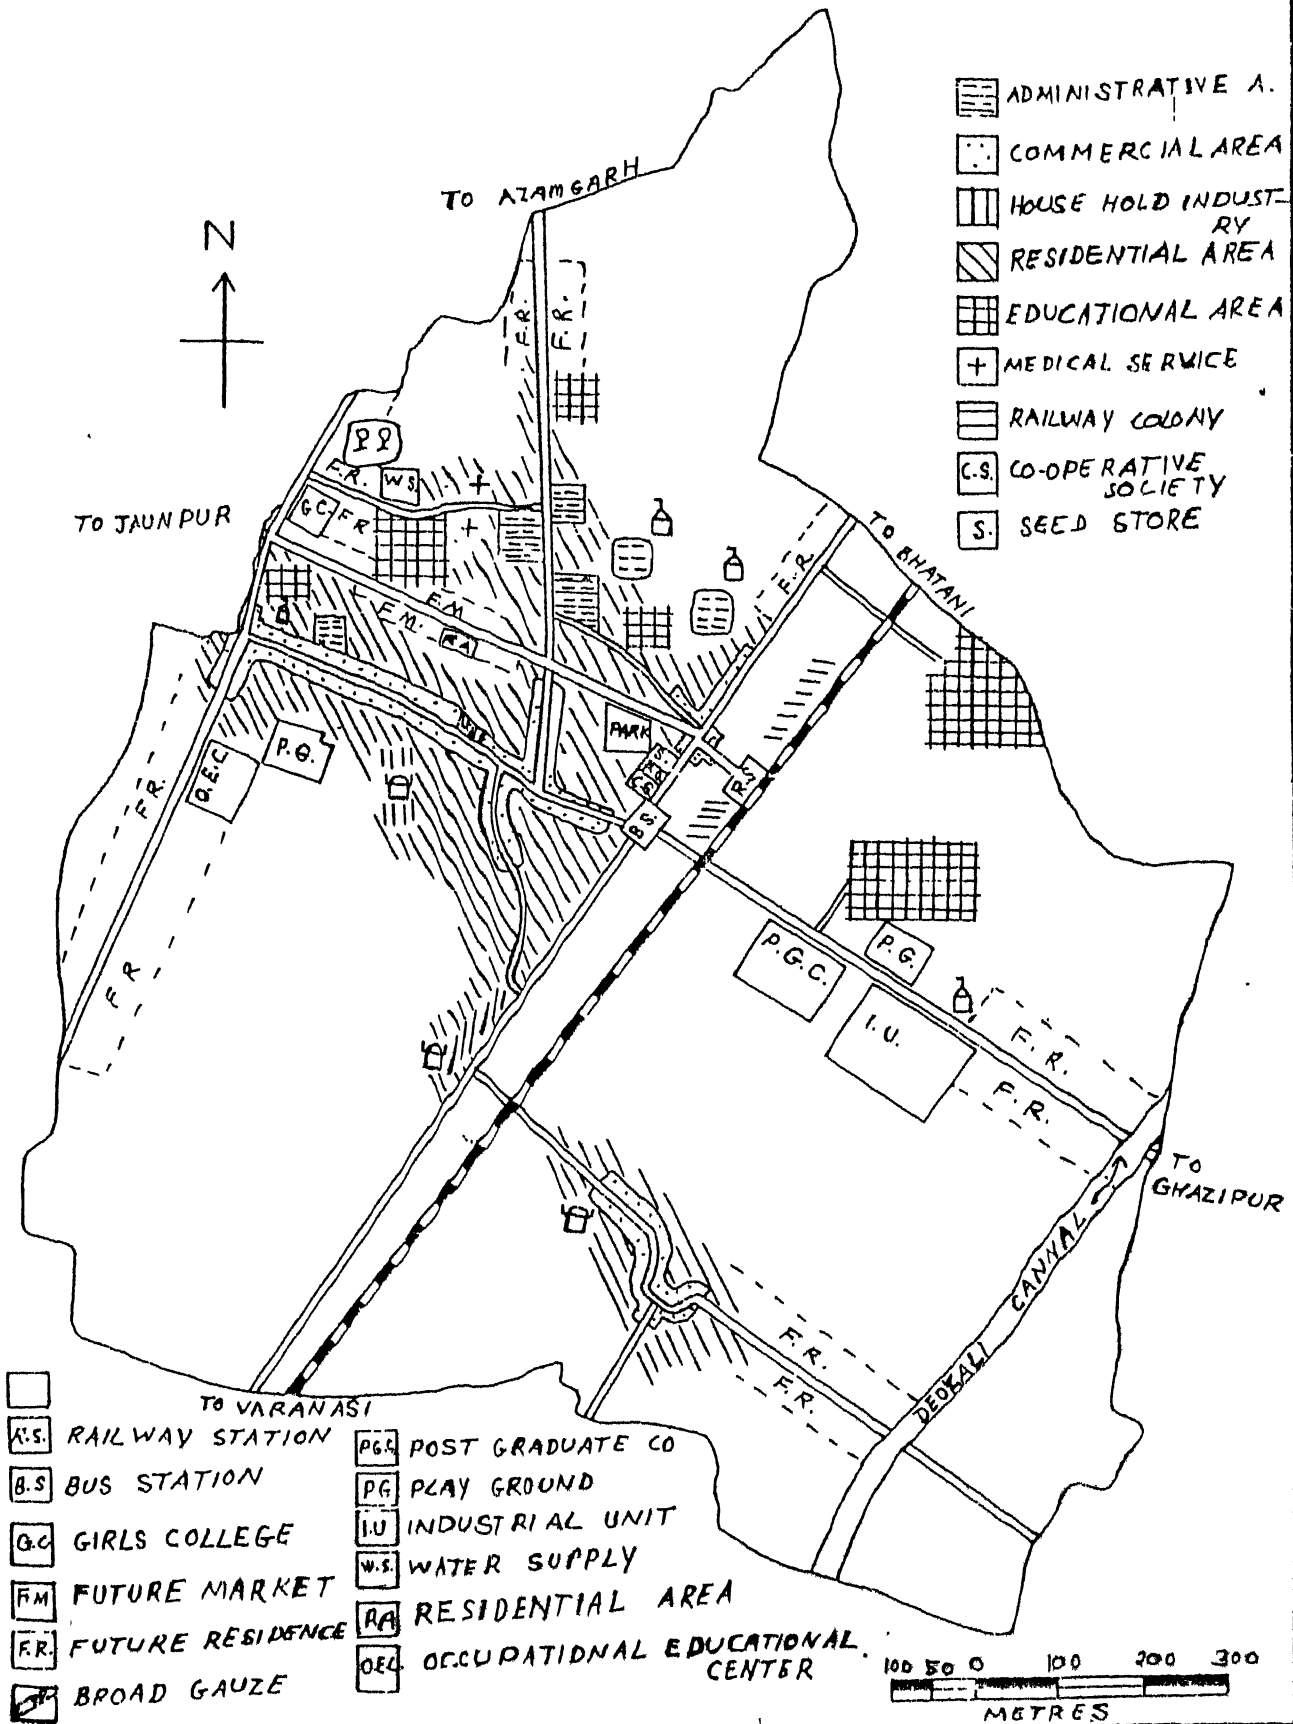 ADMINISTRATIVE A.
COMMERCIAL AREA
HOUSE HOLD INDUST-
RY
RESIDENTIAL AREA
EDUCATIONAL AREA
+ MEDICAL SERVICE
RAILWAY COLONY
C.S. CO-OPERATIVE
SOCIETY
S. SEED STORE
TO AZAMGARH
N
F.R.
F.R.
TO JAUNPUR
F.R.
W.S.
G.C.
F R
F.M
F.M.
RA
TO BHATANI
F.R.
PARK
R.S.
B.S.
P.G.
O.E.C
F R.
F R
P.G.C.
P.G.
I.U.
F.R.
F.R.
TO
GHAZIPUR
DEOKALI CANNAL
F.R.
F.R.
TO VARANASI
R.S. RAILWAY STATION
B.S BUS STATION
G.C GIRLS COLLEGE
F.M FUTURE MARKET
F.R. FUTURE RESIDENCE
BROAD GAUZE
P.G.C POST GRADUATE CO
PG PLAY GROUND
I.U INDUSTRIAL UNIT
W.S. WATER SUPPLY
RA RESIDENTIAL AREA
O.E.C. OCCUPATIONAL EDUCATIONAL.
CENTER
100 50 0 100 200 300
METRES